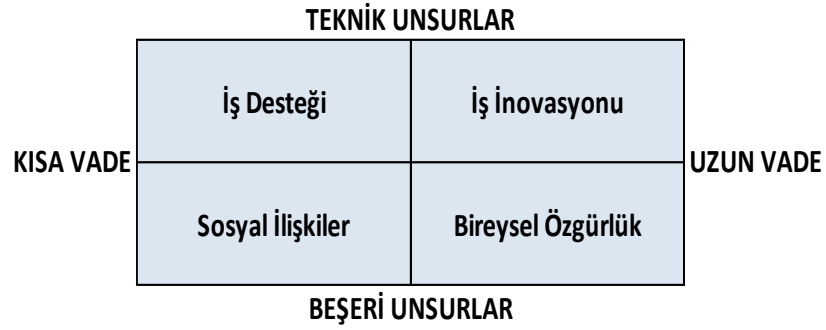 TEKNİK UNSURLAR
İş Desteği
İş İnovasyonu
KISA VADE
UZUN VADE
Sosyal İlişkiler
Bireysel Özgürlük
BEŞERİ UNSURLAR